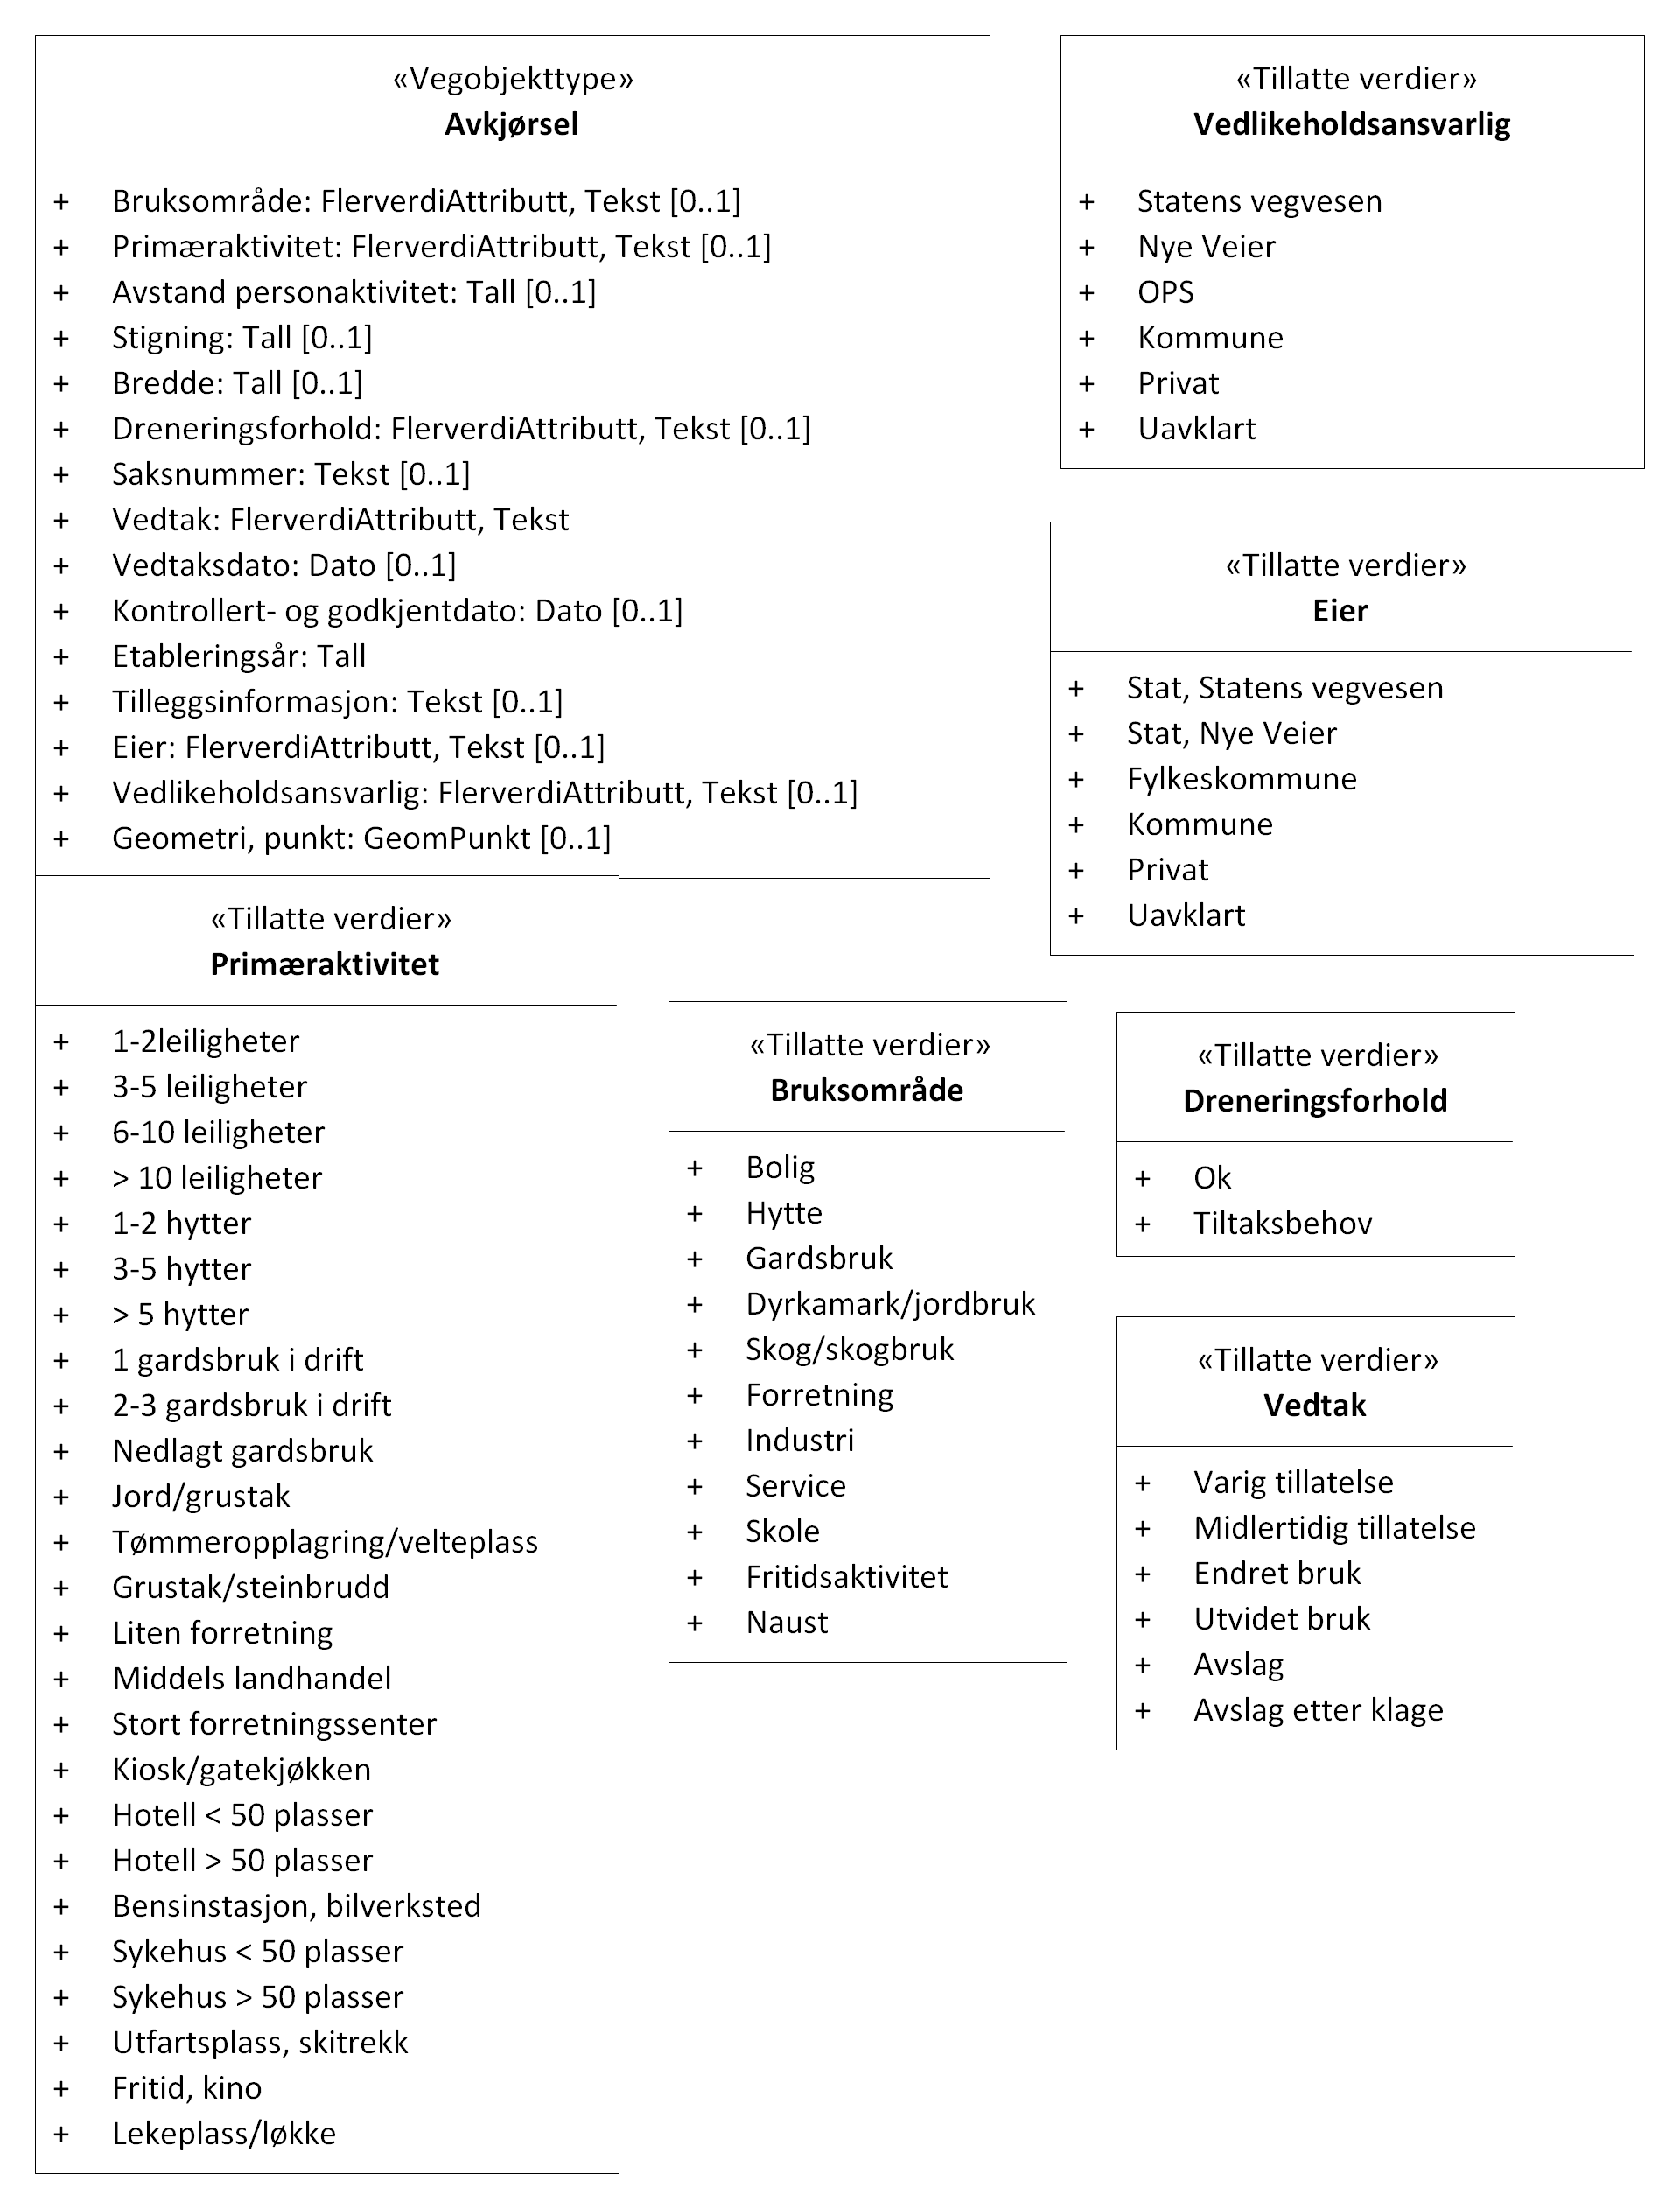 «Vegobjekttype»
Avkjørsel
+ Bruksområde: FlerverdiAttributt, Tekst [0..1]
+ Primæraktivitet: FlerverdiAttributt, Tekst [0..1]
+ Avstand personaktivitet: Tall [0..1]
+ Stigning: Tall [0..1]
+ Bredde: Tall [0..1]
+ Dreneringsforhold: FlerverdiAttributt, Tekst [0..1]
+ Saksnummer: Tekst [0..1]
+ Vedtak: FlerverdiAttributt, Tekst
+ Vedtaksdato: Dato [0..1]
+ Kontrollert- og godkjentdato: Dato [0..1]
+ Etableringsår: Tall
+ Tilleggsinformasjon: Tekst [0..1]
+ Eier: FlerverdiAttributt, Tekst [0..1]
+ Vedlikeholdsansvarlig: FlerverdiAttributt, Tekst [0..1]
+ Geometri, punkt: GeomPunkt [0..1]
«Tillatte verdier»
Vedlikeholdsansvarlig
+ Statens vegvesen
+ Nye Veier
+ OPS
+ Kommune
+ Privat
+ Uavklart
«Tillatte verdier»
Eier
+ Stat, Statens vegvesen
+ Stat, Nye Veier
+ Fylkeskommune
+ Kommune
+ Privat
+ Uavklart
«Tillatte verdier»
Primæraktivitet
+ 1-2leiligheter
+ 3-5 leiligheter
+ 6-10 leiligheter
+ > 10 leiligheter
+ 1-2 hytter
+ 3-5 hytter
+ > 5 hytter
+ 1 gardsbruk i drift
+ 2-3 gardsbruk i drift
+ Nedlagt gardsbruk
+ Jord/grustak
+ Tømmeropplagring/velteplass
+ Grustak/steinbrudd
+ Liten forretning
+ Middels landhandel
+ Stort forretningssenter
+ Kiosk/gatekjøkken
+ Hotell < 50 plasser
+ Hotell > 50 plasser
+ Bensinstasjon, bilverksted
+ Sykehus < 50 plasser
+ Sykehus > 50 plasser
+ Utfartsplass, skitrekk
+ Fritid, kino
+ Lekeplass/løkke
«Tillatte verdier»
Bruksområde
+ Bolig
+ Hytte
+ Gardsbruk
+ Dyrkamark/jordbruk
+ Skog/skogbruk
+ Forretning
+ Industri
+ Service
+ Skole
+ Fritidsaktivitet
+ Naust
«Tillatte verdier»
Dreneringsforhold
+ Ok
+ Tiltaksbehov
«Tillatte verdier»
Vedtak
+ Varig tillatelse
+ Midlertidig tillatelse
+ Endret bruk
+ Utvidet bruk
+ Avslag
+ Avslag etter klage